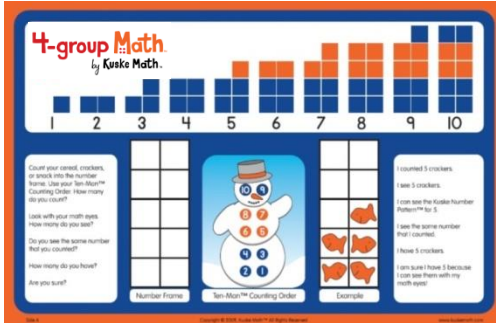 4-group Math
by Kuske Math.
1 2 3 4 5 6 7 8 9 10
Count your cereal, crackers,
or snack into the number
frame. Use your Ten-Man™
Counting Order. How many
do you count?
Look with your math eyes.
How many do you see?
Do you see the same number
that you counted?
How many do you have?
Are you sure?
10 9
8 7
6 5
4 3
2 1
I counted 5 crackers.
I see 5 crackers.
I can see the Kuske Number
Pattern™ for 5.
I see the same number
that I counted.
I have 5 crackers.
I am sure I have 5 because
I can see them with my
math eyes!
Number Frame
Ten-Man™ Counting Order
Example
Side A
www.kuskemath.com